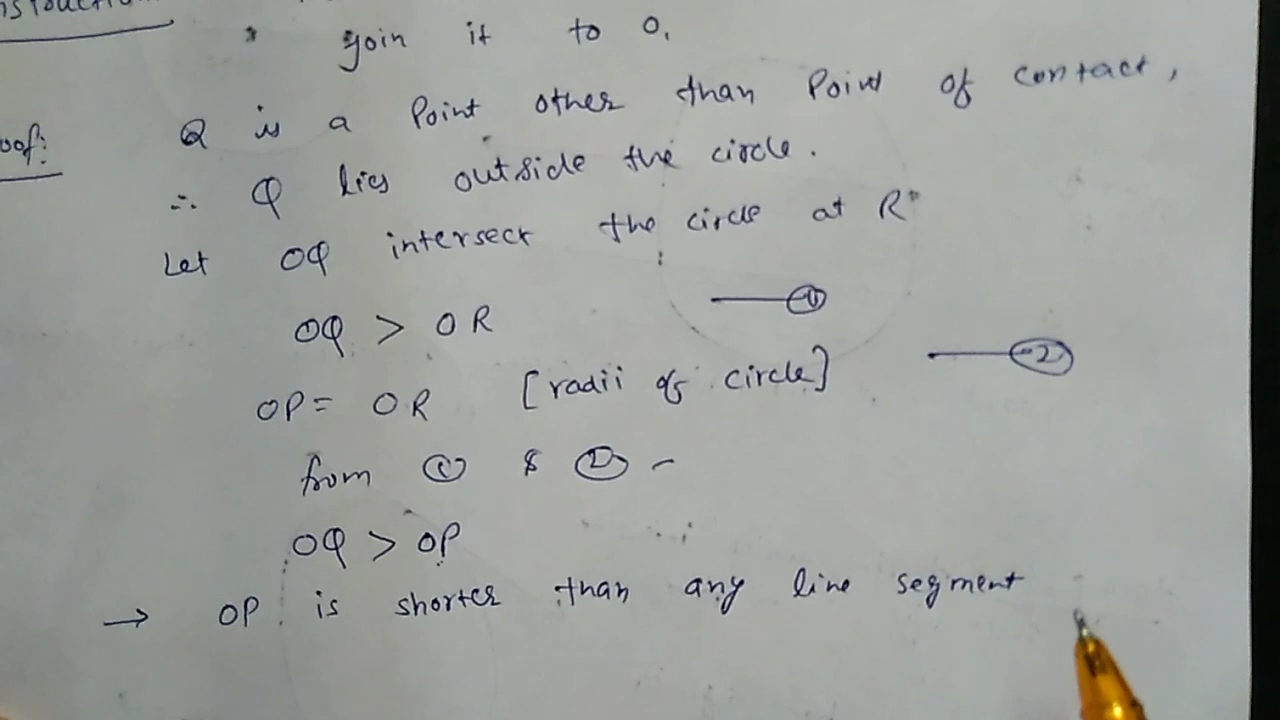 join it to O,
Q is a point other than point of contact,
∴ Q lies outside the circle.
Let OQ intersect the circle at R
OQ > OR —①
OP = OR [radii of circle] —②
from ① & ② –
OQ > OP
→ OP is shorter than any line segment